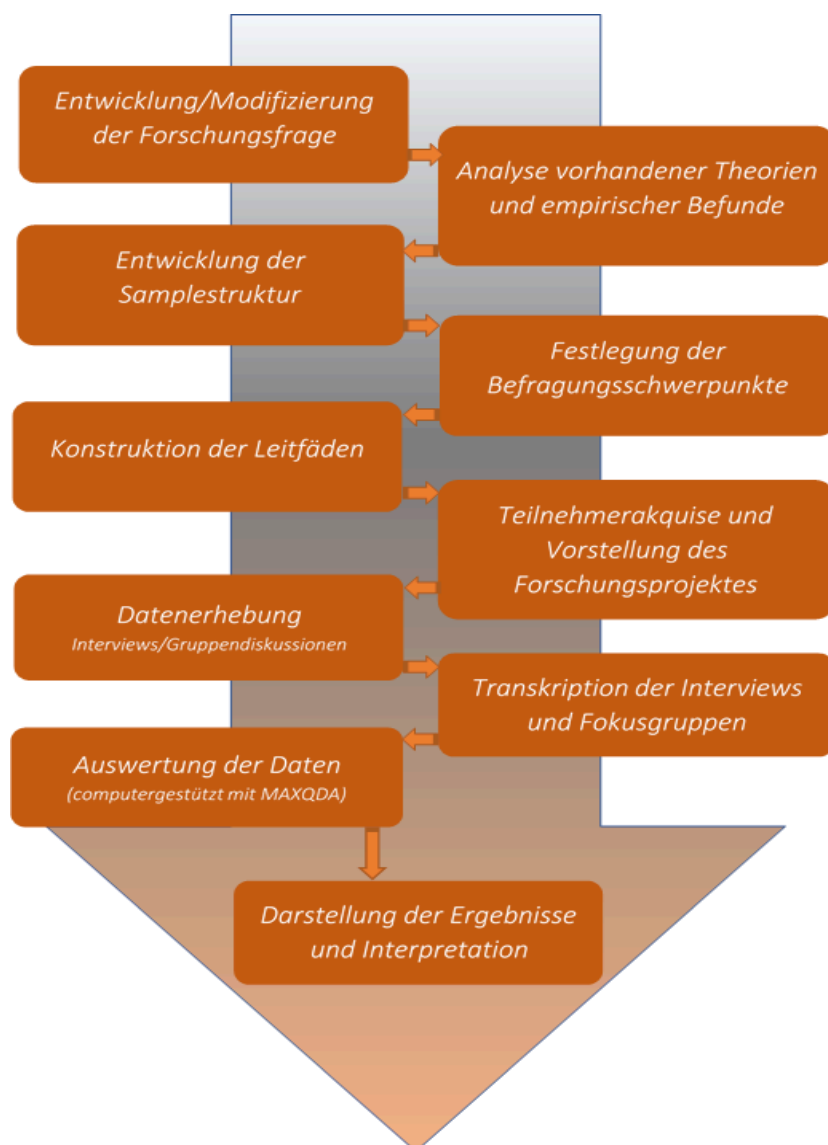 Entwicklung/Modifizierung
der Forschungsfrage
Analyse vorhandener Theorien
und empirischer Befunde
Entwicklung der
Samplestruktur
Festlegung der
Befragungsschwerpunkte
Konstruktion der Leitfäden
Teilnehmerakquise und
Vorstellung des
Forschungsprojektes
Datenerhebung
Interviews/Gruppendiskussionen
Transkription der Interviews
und Fokusgruppen
Auswertung der Daten
(computergestützt mit MAXQDA)
Darstellung der Ergebnisse
und Interpretation